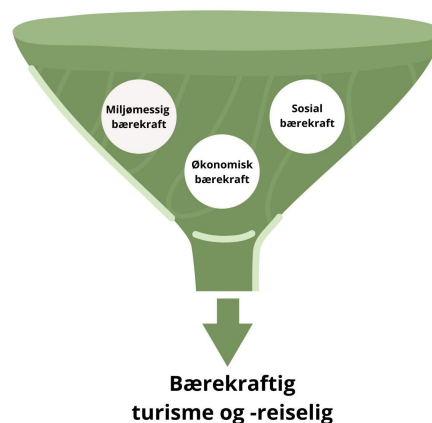 Miljømessig
bærekraft
Sosial
bærekraft
Økonomisk
bærekraft
Bærekraftig
turisme og -reiselig